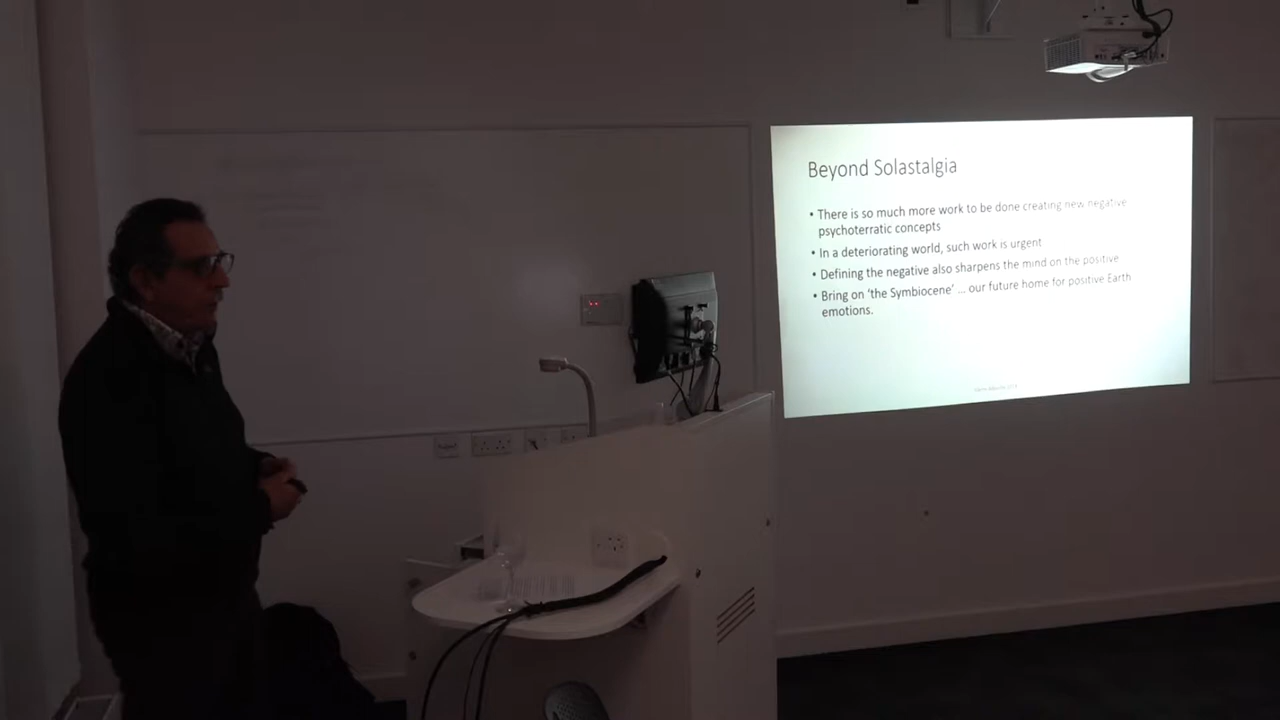 Beyond Solastalgia
• There is so much more work to be done creating new negative
psychoterratic concepts
• In a deteriorating world, such work is urgent
• Defining the negative also sharpens the mind on the positive
• Bring on ‘the Symbiocene’ ... our future home for positive Earth
emotions.